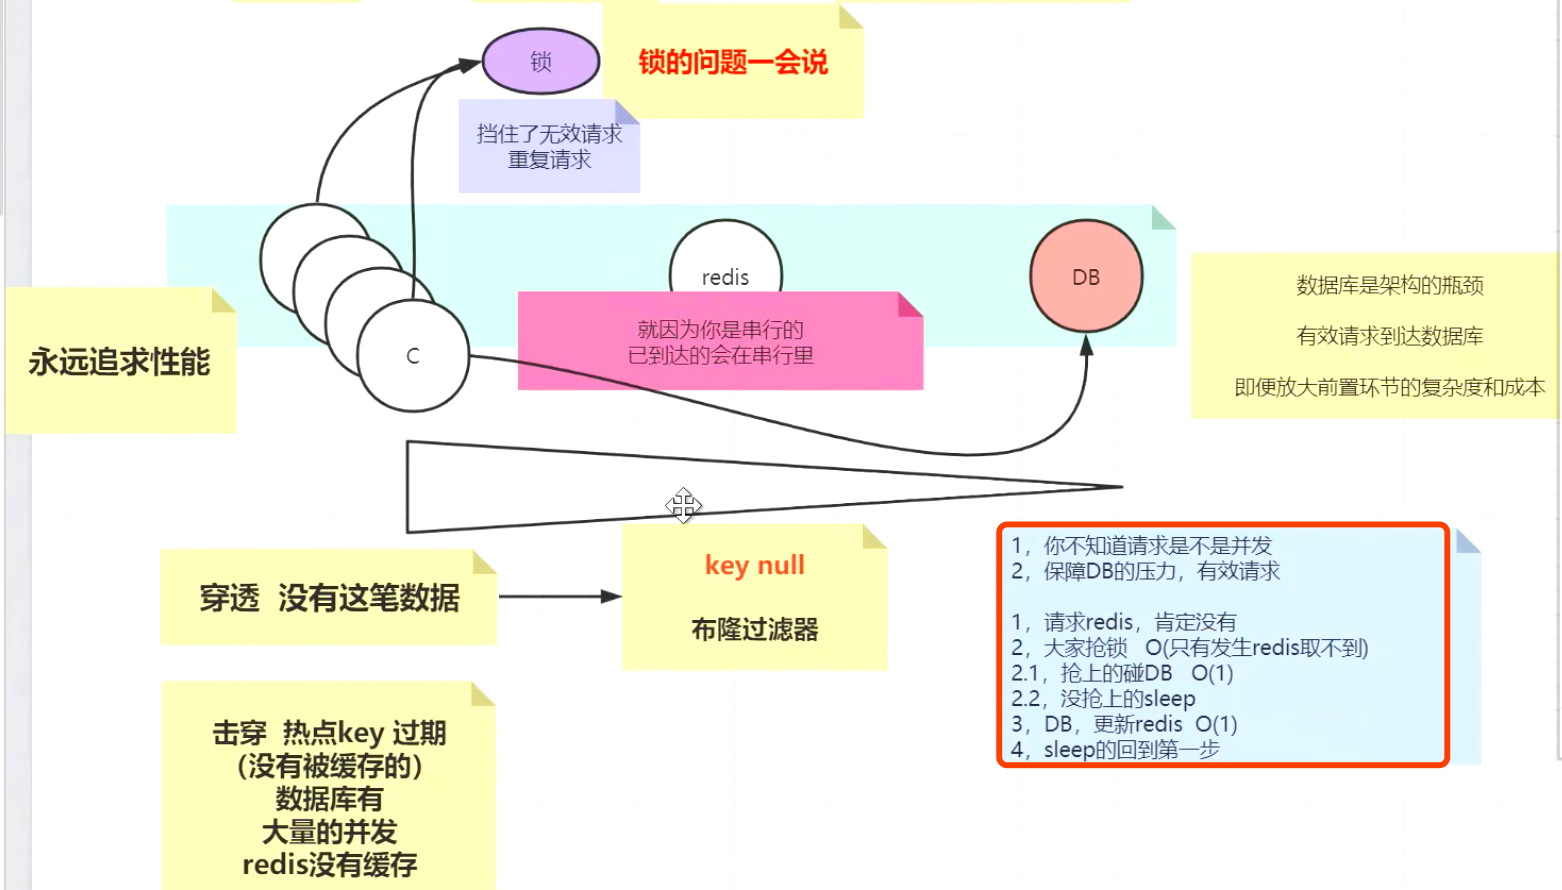 锁
锁的问题一会说
挡住了无效请求
重复请求
redis
DB
C
就因为你是串行的
已到达的会在串行里
永远追求性能
数据库是架构的瓶颈
有效请求到达数据库
即便放大前置环节的复杂度和成本
穿透 没有这笔数据
key null
布隆过滤器
1，你不知道请求是不是并发
2，保障DB的压力，有效请求
1，请求redis，肯定没有
2，大家抢锁 O(只有发生redis取不到)
2.1，抢上的碰DB O(1)
2.2，没抢上的sleep
3，DB，更新redis O(1)
4，sleep的回到第一步
击穿 热点key 过期
（没有被缓存的）
数据库有
大量的并发
redis没有缓存